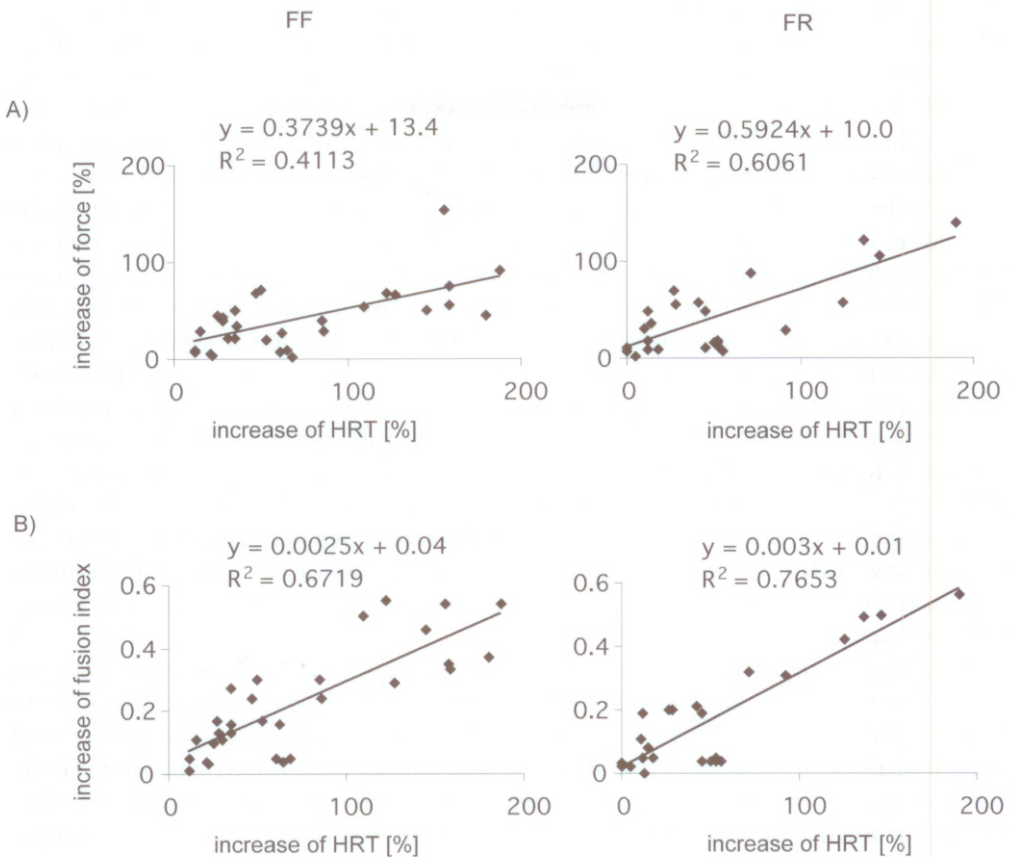 FF
FR
A)
y = 0.3739x + 13.4
R² = 0.4113
y = 0.5924x + 10.0
R² = 0.6061
increase of force [%]
200
100
0
0
100
200
increase of HRT [%]
200
100
0
0
100
200
increase of HRT [%]
B)
y = 0.0025x + 0.04
R² = 0.6719
y = 0.003x + 0.01
R² = 0.7653
increase of fusion index
0.6
0.4
0.2
0
0
100
200
increase of HRT [%]
0.6
0.4
0.2
0
0
100
200
increase of HRT [%]